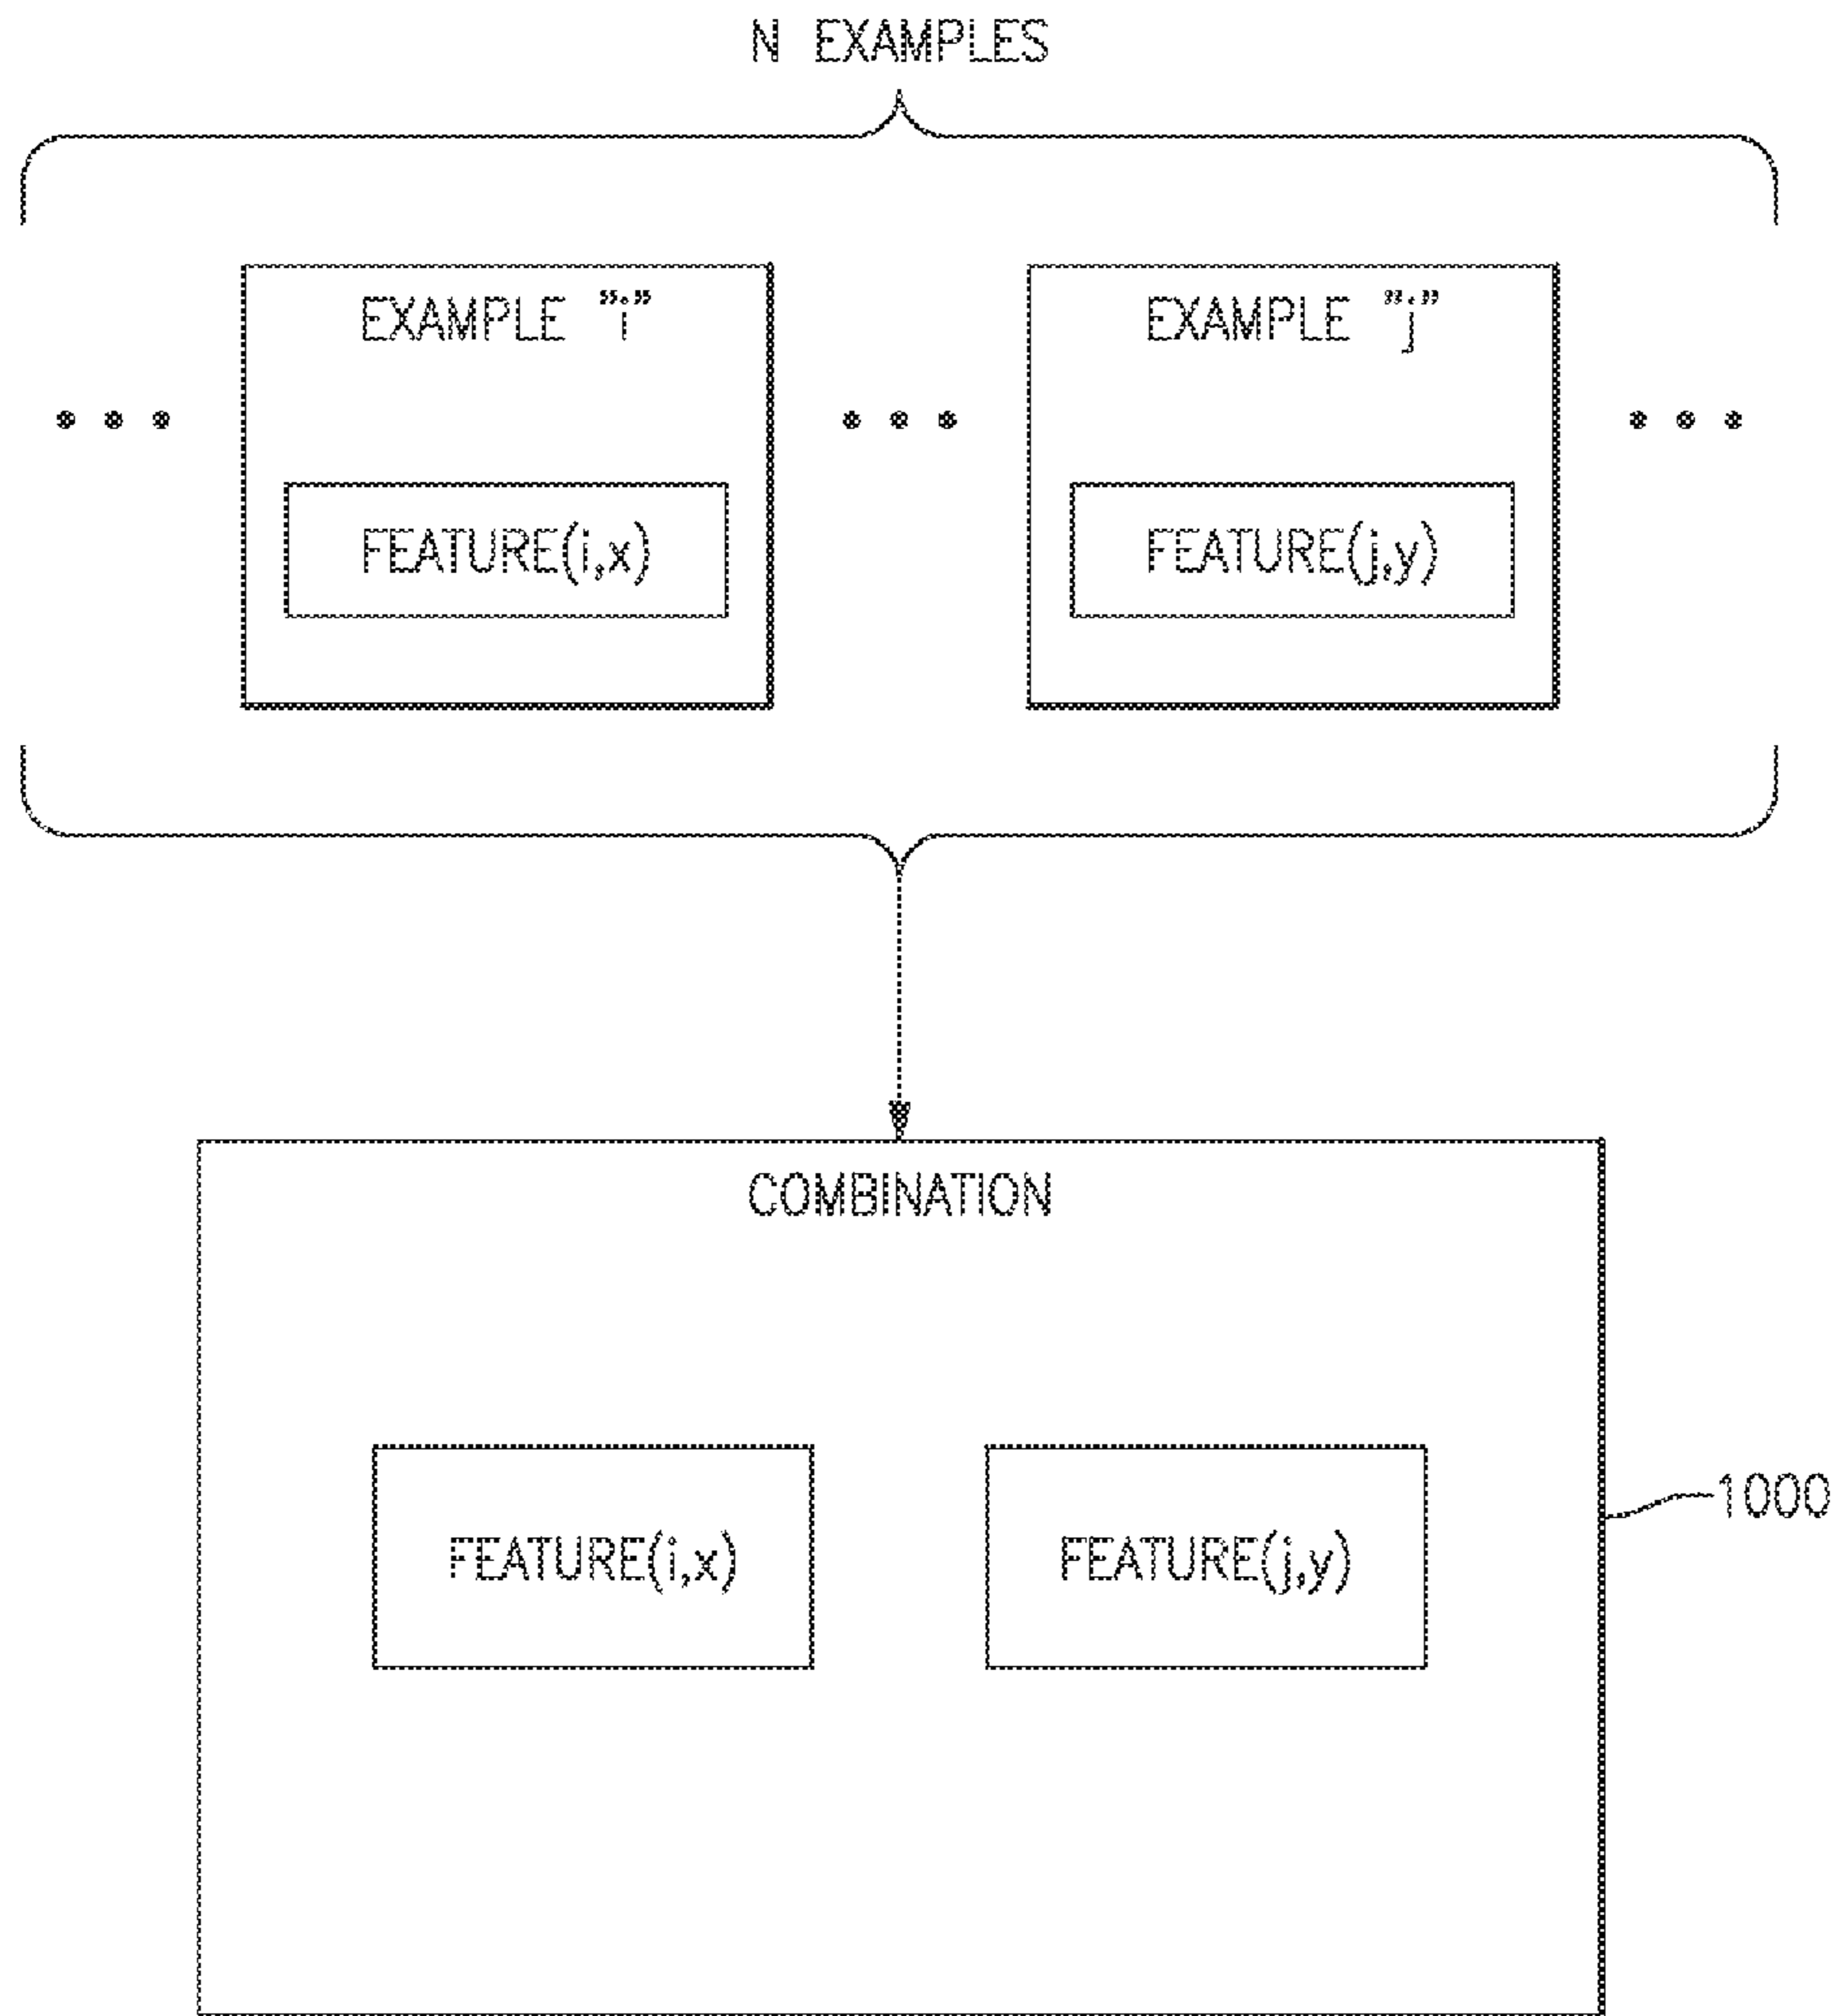 N EXAMPLES
EXAMPLE ”i” EXAMPLE ”j”
FEATURE(i,x) FEATURE(j,y)
COMBINATION
1000
FEATURE(i,x) FEATURE(j,y)